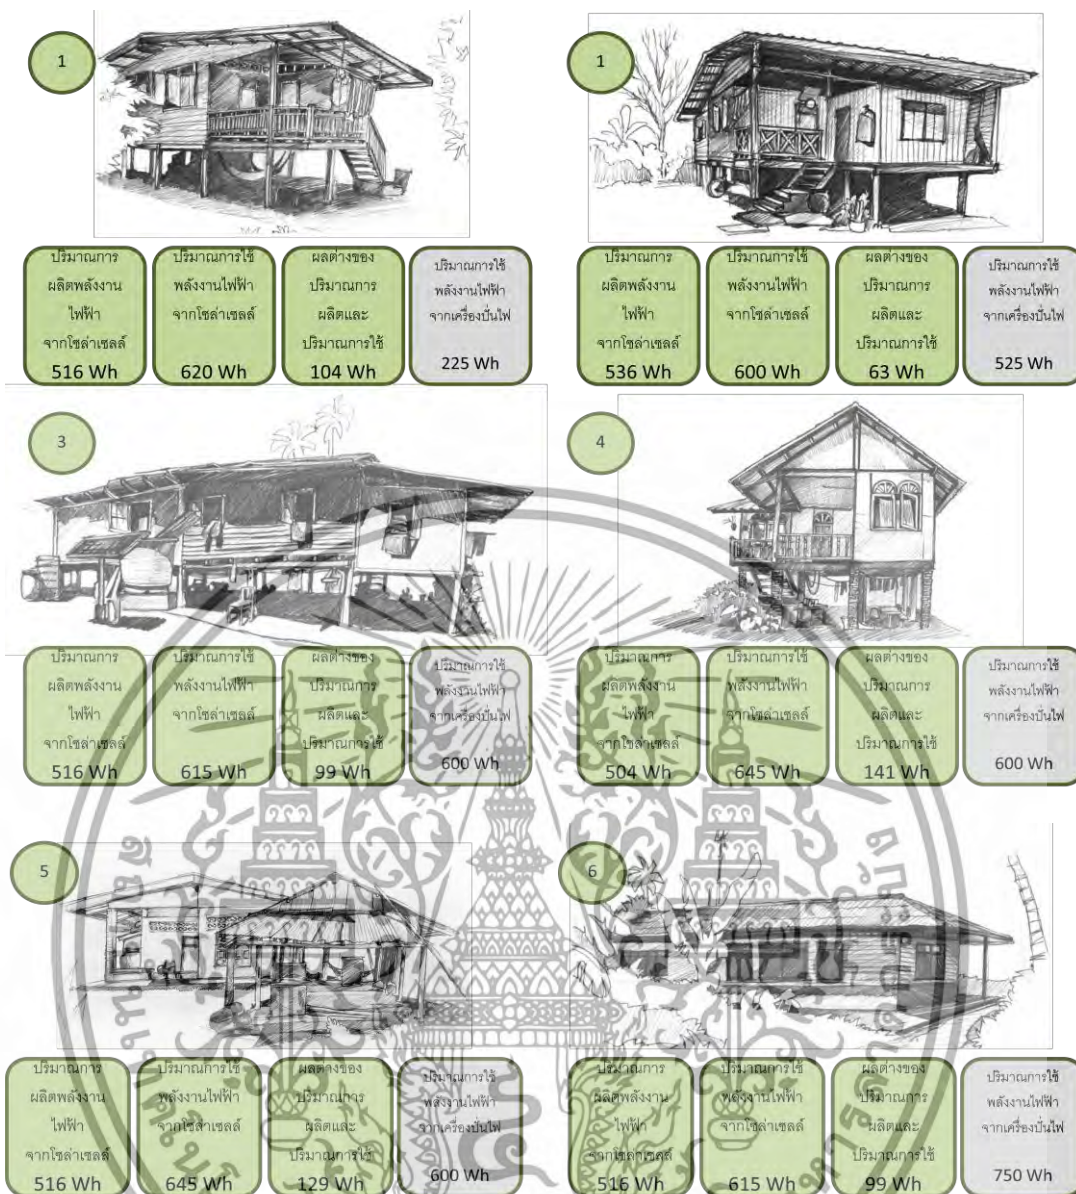 1
ปริมาณการ
ผลิตพลังงาน
ไฟฟ้า
จากโซล่าเซลล์
516 Wh
ปริมาณการใช้
พลังงานไฟฟ้า
จากโซล่าเซลล์
620 Wh
ผลต่างของ
ปริมาณการ
ผลิตและ
ปริมาณการใช้
104 Wh
ปริมาณการใช้
พลังงานไฟฟ้า
จากเครื่องปั่นไฟ
225 Wh
1
ปริมาณการ
ผลิตพลังงาน
ไฟฟ้า
จากโซล่าเซลล์
536 Wh
ปริมาณการใช้
พลังงานไฟฟ้า
จากโซล่าเซลล์
600 Wh
ผลต่างของ
ปริมาณการ
ผลิตและ
ปริมาณการใช้
63 Wh
ปริมาณการใช้
พลังงานไฟฟ้า
จากเครื่องปั่นไฟ
525 Wh
3
ปริมาณการ
ผลิตพลังงาน
ไฟฟ้า
จากโซล่าเซลล์
516 Wh
ปริมาณการใช้
พลังงานไฟฟ้า
จากโซล่าเซลล์
615 Wh
ผลต่างของ
ปริมาณการ
ผลิตและ
ปริมาณการใช้
99 Wh
ปริมาณการใช้
พลังงานไฟฟ้า
จากเครื่องปั่นไฟ
600 Wh
4
ปริมาณการ
ผลิตพลังงาน
ไฟฟ้า
จากโซล่าเซลล์
504 Wh
ปริมาณการใช้
พลังงานไฟฟ้า
จากโซล่าเซลล์
645 Wh
ผลต่างของ
ปริมาณการ
ผลิตและ
ปริมาณการใช้
141 Wh
ปริมาณการใช้
พลังงานไฟฟ้า
จากเครื่องปั่นไฟ
600 Wh
5
ปริมาณการ
ผลิตพลังงาน
ไฟฟ้า
จากโซล่าเซลล์
516 Wh
ปริมาณการใช้
พลังงานไฟฟ้า
จากโซล่าเซลล์
645 Wh
ผลต่างของ
ปริมาณการ
ผลิตและ
ปริมาณการใช้
129 Wh
ปริมาณการใช้
พลังงานไฟฟ้า
จากเครื่องปั่นไฟ
600 Wh
6
ปริมาณการ
ผลิตพลังงาน
ไฟฟ้า
จากโซล่าเซลล์
516 Wh
ปริมาณการใช้
พลังงานไฟฟ้า
จากโซล่าเซลล์
615 Wh
ผลต่างของ
ปริมาณการ
ผลิตและ
ปริมาณการใช้
99 Wh
ปริมาณการใช้
พลังงานไฟฟ้า
จากเครื่องปั่นไฟ
750 Wh